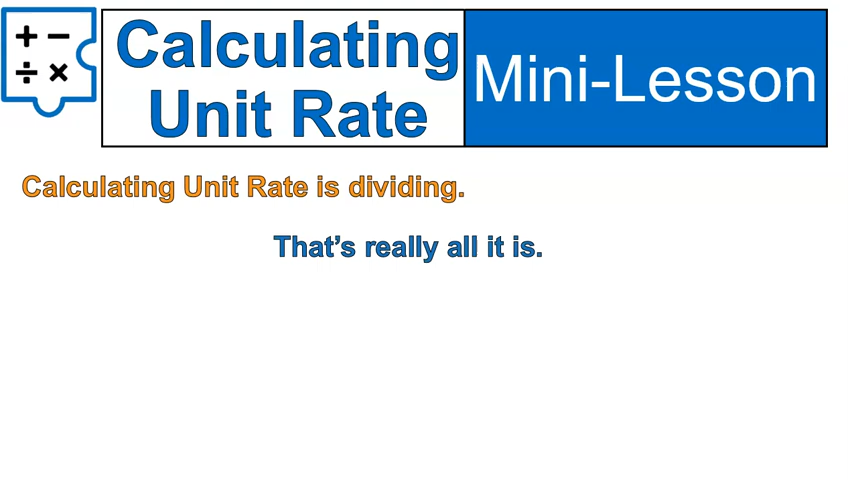 + −
÷ ×
Calculating
Unit Rate
Mini-Lesson
Calculating Unit Rate is dividing.
That’s really all it is.